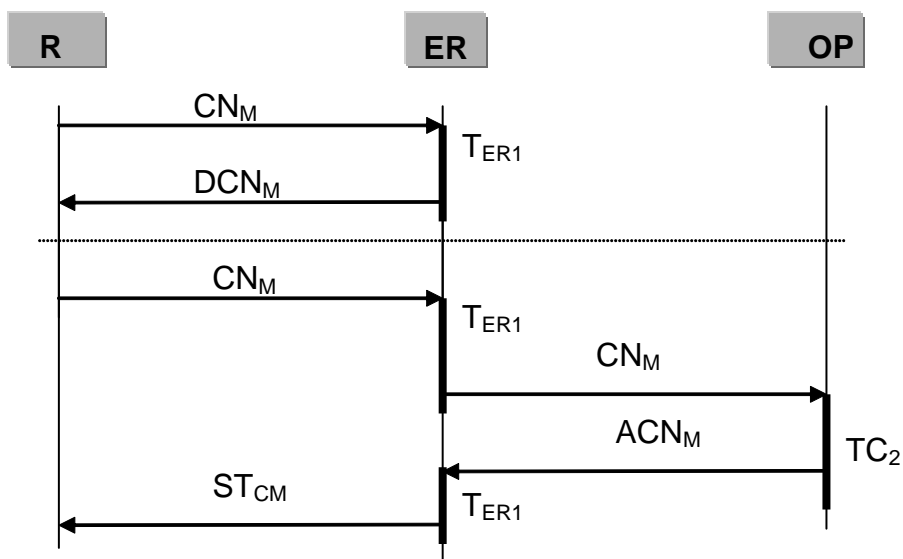 R ER OP
CNM
TER1
DCNM
CNM
TER1
CNM
ACNM
TC2
STCM
TER1